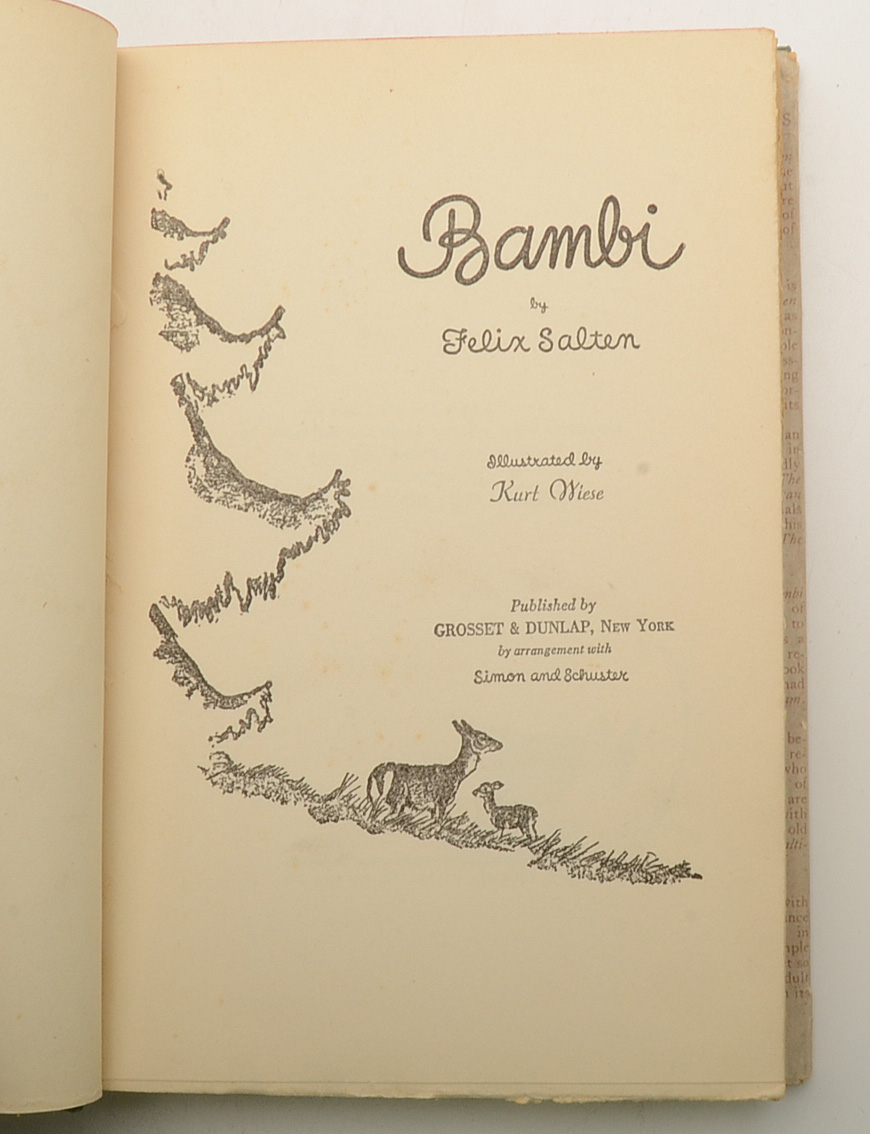 Bambi
by
Felix Salten
Illustrated by
Kurt Wiese
Published by
GROSSET & DUNLAP, NEW YORK
by arrangement with
Simon and Schuster